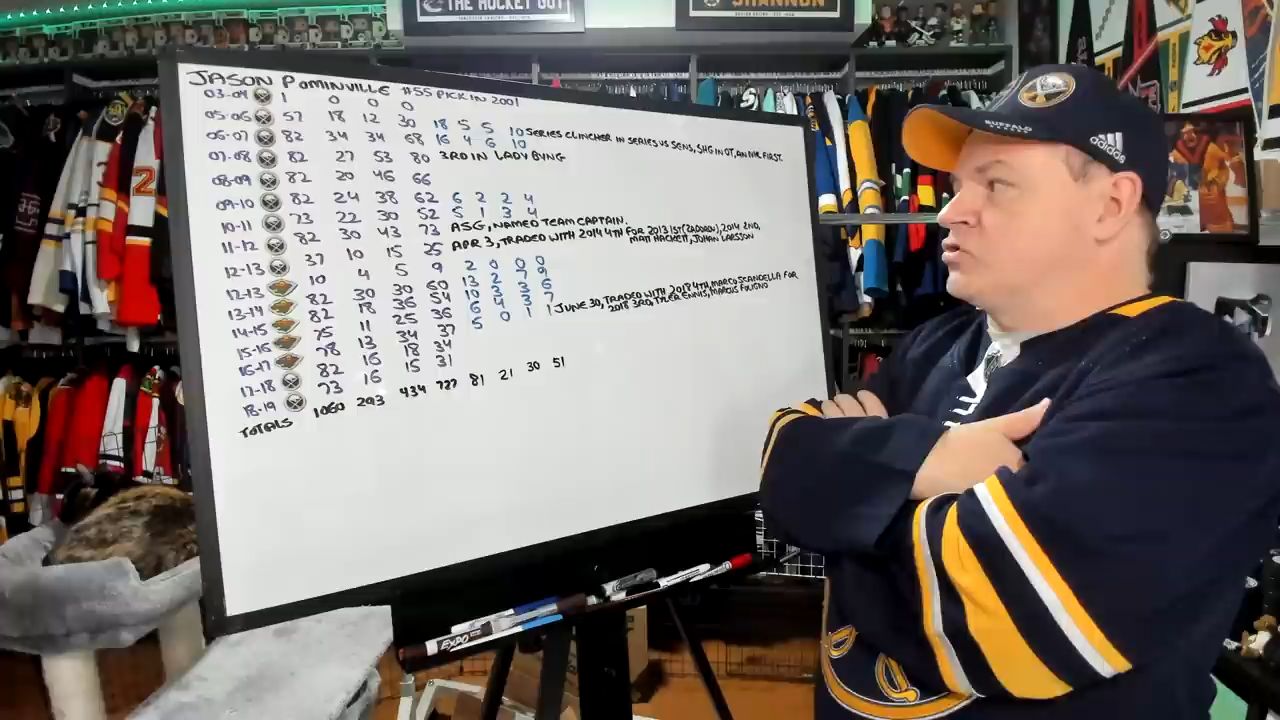 THE HOCKEY GUY
SHANNON
JASON POMINVILLE #55 PICK IN 2001
03-04 1 0 0 0
05-06 57 18 12 30 18 5 5 10 SERIES CLINCHER IN SERIES VS SENS, SHG IN OT, AN NHL FIRST.
06-07 82 34 34 68 16 4 6 10
07-08 82 27 53 80 3RD IN LADY BYNG
08-09 82 20 46 66
09-10 82 24 38 62 6 2 2 4
10-11 73 22 30 52 5 1 3 4
11-12 82 30 43 73 ASG, NAMED TEAM CAPTAIN.
12-13 37 10 15 25 APR 3, TRADED WITH 2014 4TH FOR 2013 1ST (ZADOROV), 2014 2ND,
MATT HACKETT, JOHAN LARSSON
12-13 10 4 5 9 2 0 0 0
13-14 82 30 30 60 13 2 7 9
14-15 82 18 36 54 10 3 3 6
15-16 75 11 25 36 6 4 3 7
16-17 78 13 34 47 5 0 1 1 JUNE 30, TRADED WITH 2018 4TH, MARCO SCANDELLA FOR
2018 3RD, TYLER ENNIS, MARCUS FOLIGNO
17-18 82 16 18 34
18-19 73 16 15 31
TOTALS 1060 293 434 727 81 21 30 51
BUFFALO
adidas
EXPO